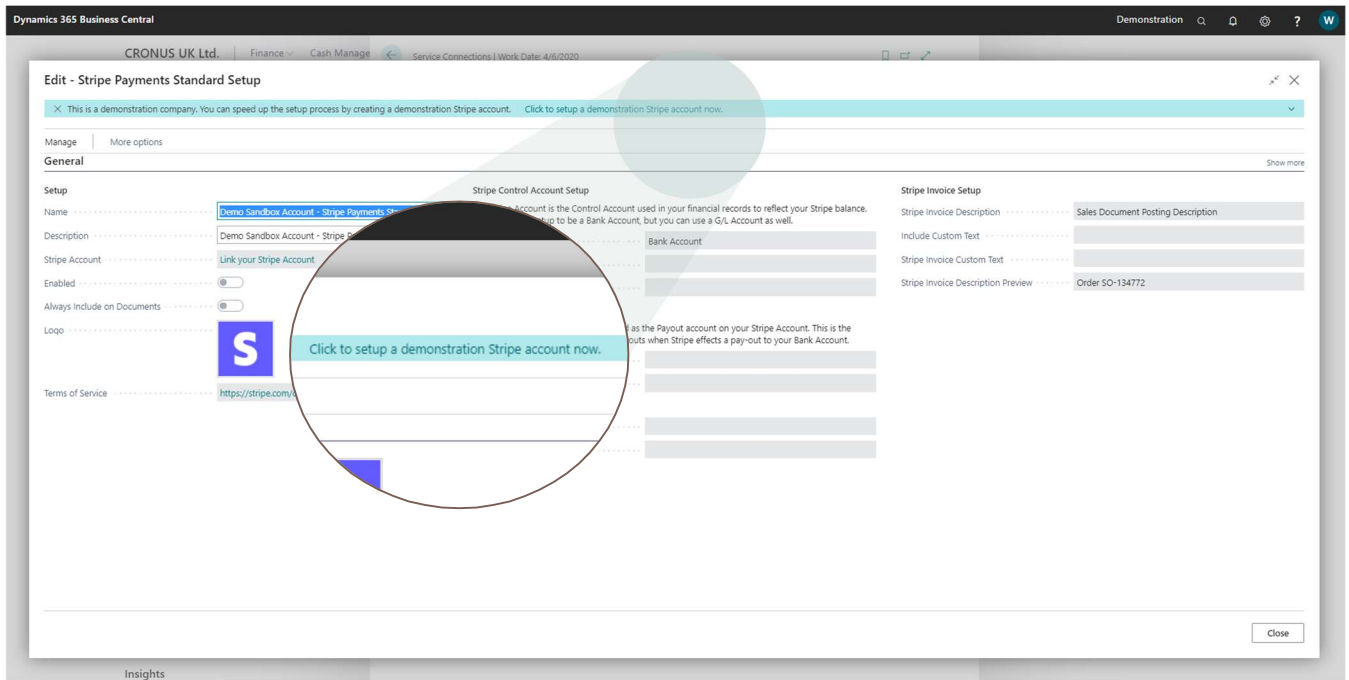 Dynamics 365 Business Central
Demonstration
?
W
CRONUS UK Ltd.
Finance
Cash Manage
Service Connections | Work Date: 4/6/2020
Edit - Stripe Payments Standard Setup
This is a demonstration company. You can speed up the setup process by creating a demonstration Stripe account. Click to setup a demonstration Stripe account now.
Manage
More options
General
Show more
Setup
Name
Demo Sandbox Account - Stripe Payments
Description
Demo Sandbox Account - Stripe
Stripe Account
Link your Stripe Account
Enabled
Always Include on Documents
Logo
S
Terms of Service
https://stripe.com/
Click to setup a demonstration Stripe account now.
Stripe Control Account Setup
Account is the Control Account used in your financial records to reflect your Stripe balance.
up to be a Bank Account, but you can use a G/L Account as well.
Bank Account
as the Payout account on your Stripe Account. This is the
outs when Stripe effects a pay-out to your Bank Account.
Stripe Invoice Setup
Stripe Invoice Description
Sales Document Posting Description
Include Custom Text
Stripe Invoice Custom Text
Stripe Invoice Description Preview
Order SO-134772
Close
Insights